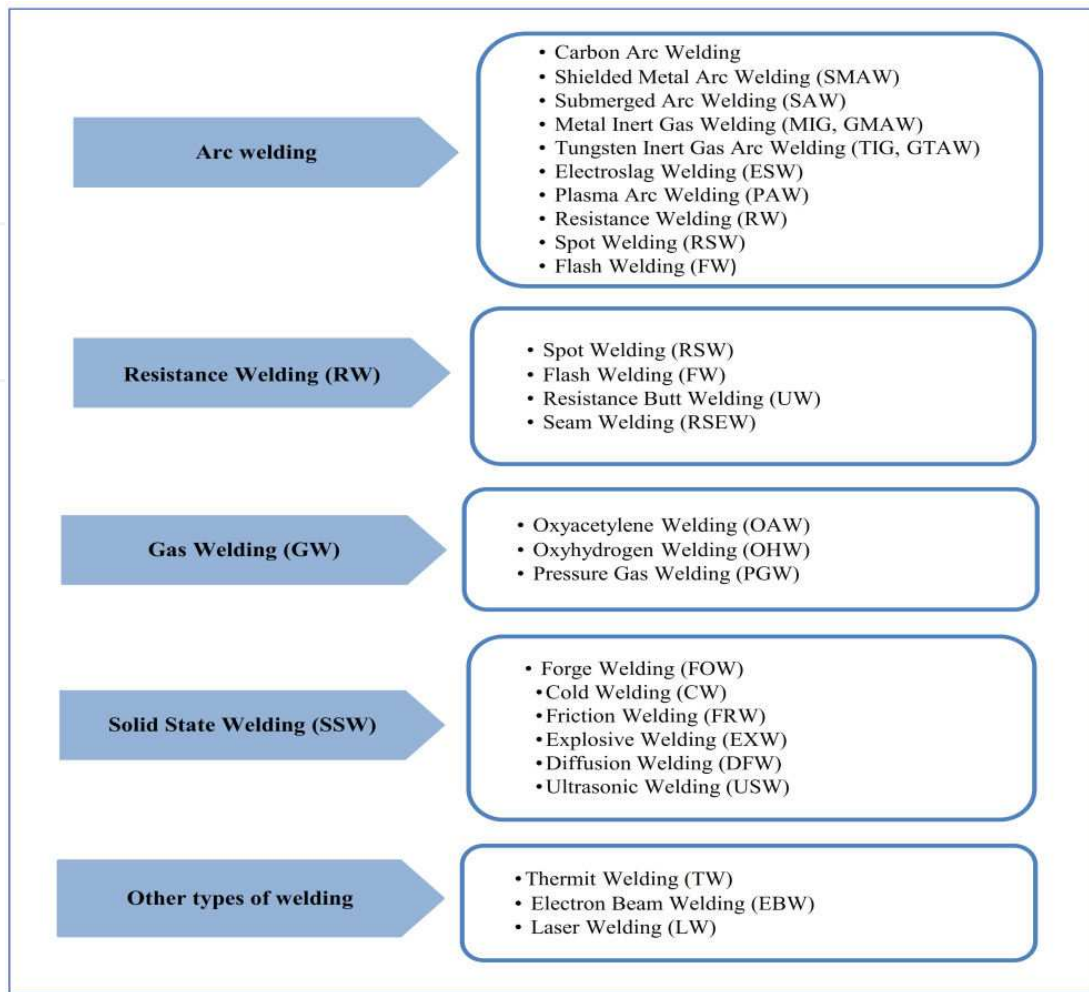 Arc welding
• Carbon Arc Welding
• Shielded Metal Arc Welding (SMAW)
• Submerged Arc Welding (SAW)
• Metal Inert Gas Welding (MIG, GMAW)
• Tungsten Inert Gas Arc Welding (TIG, GTAW)
• Electroslag Welding (ESW)
• Plasma Arc Welding (PAW)
• Resistance Welding (RW)
• Spot Welding (RSW)
• Flash Welding (FW)
Resistance Welding (RW)
• Spot Welding (RSW)
• Flash Welding (FW)
• Resistance Butt Welding (UW)
• Seam Welding (RSEW)
Gas Welding (GW)
• Oxyacetylene Welding (OAW)
• Oxyhydrogen Welding (OHW)
• Pressure Gas Welding (PGW)
Solid State Welding (SSW)
• Forge Welding (FOW)
•Cold Welding (CW)
•Friction Welding (FRW)
•Explosive Welding (EXW)
•Diffusion Welding (DFW)
•Ultrasonic Welding (USW)
Other types of welding
•Thermit Welding (TW)
• Electron Beam Welding (EBW)
• Laser Welding (LW)